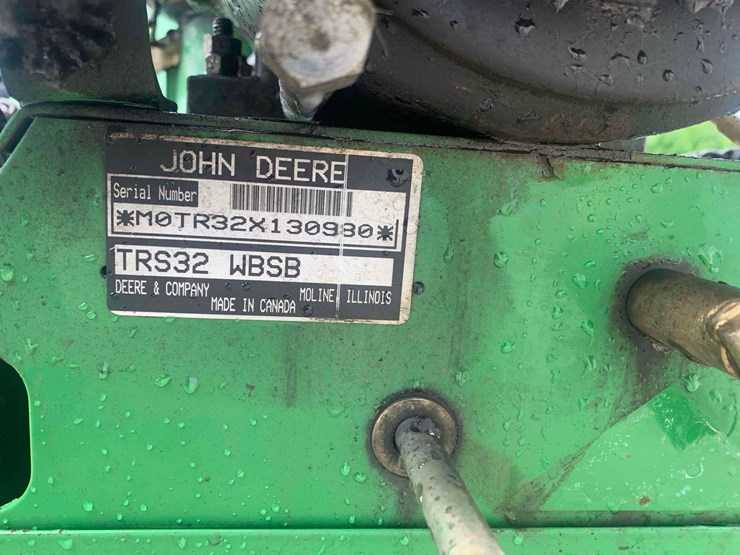 JOHN DEERE
Serial Number
*M0TR32X130980*
TRS32 WBSB
DEERE & COMPANY MOLINE, ILLINOIS
MADE IN CANADA